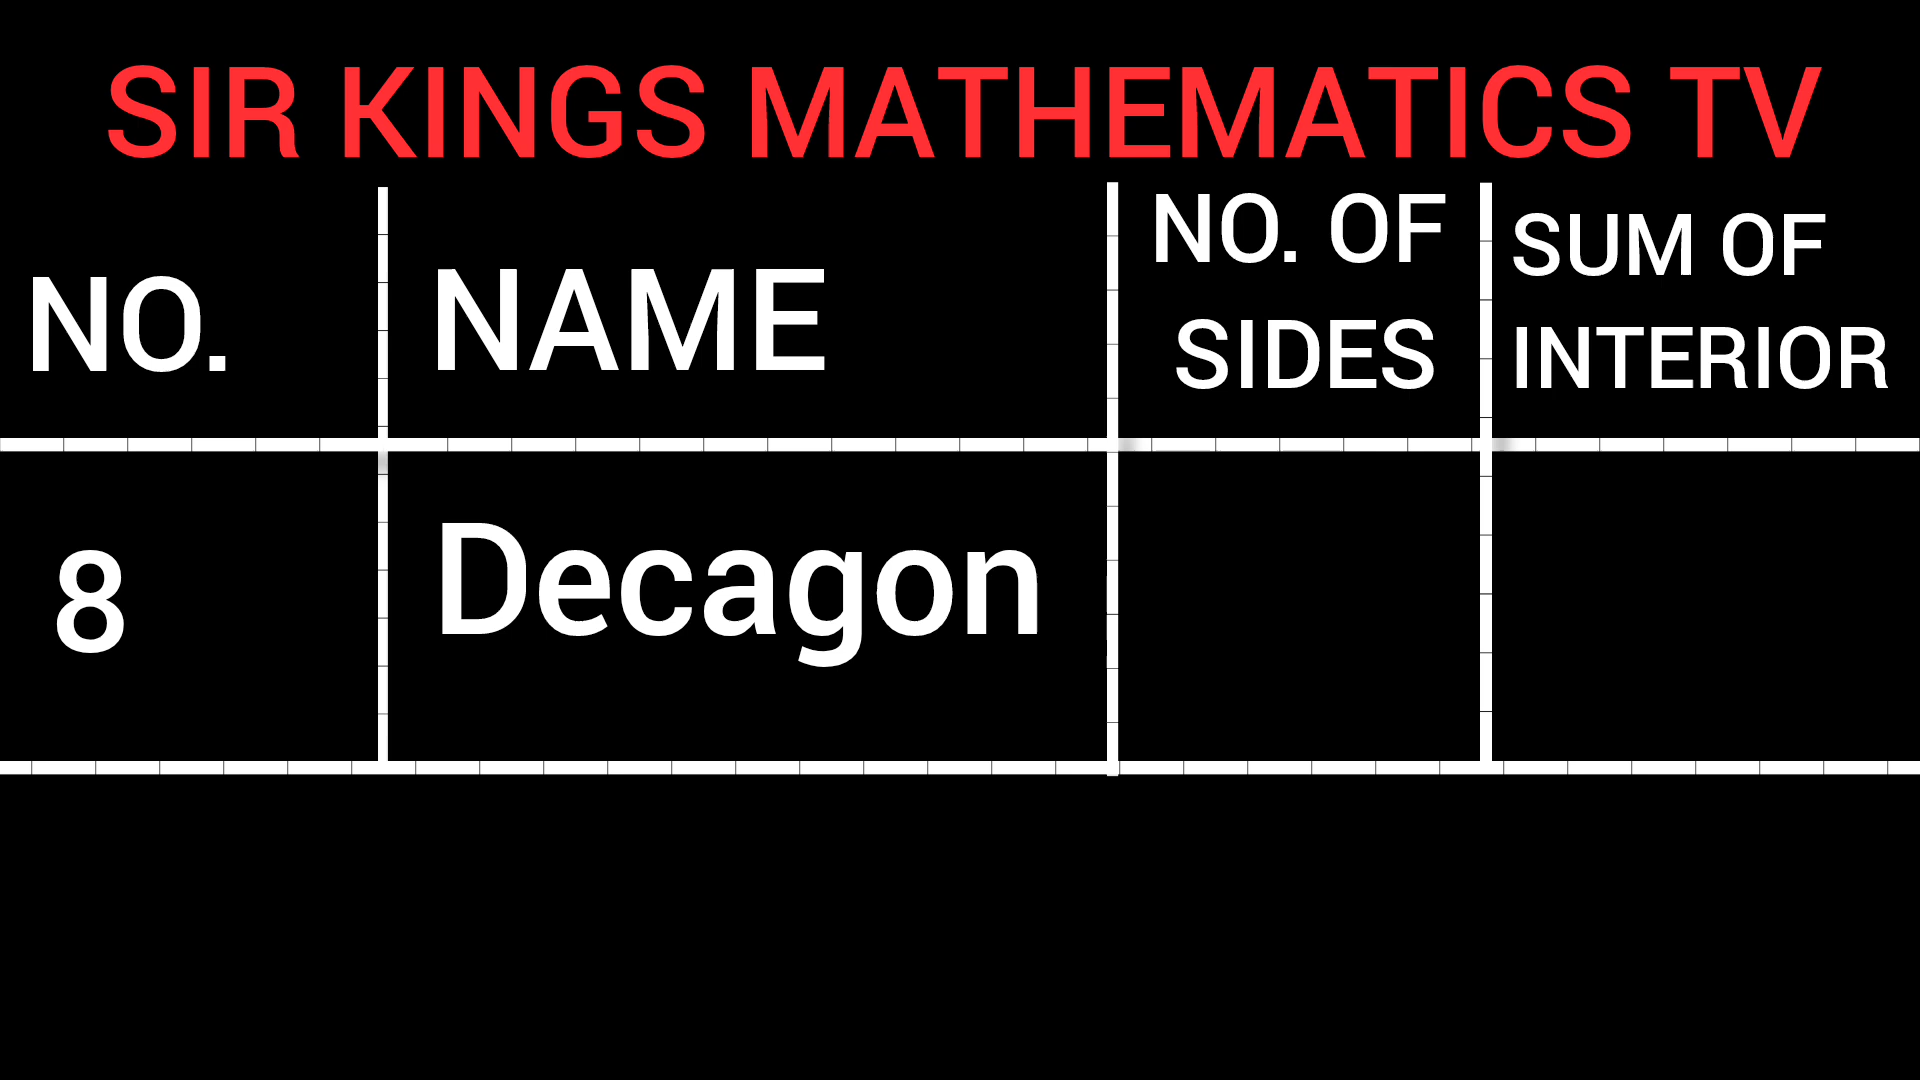 SIR KINGS MATHEMATICS TV
NO.
NAME
NO. OF
SIDES
SUM OF
INTERIOR
8
Decagon